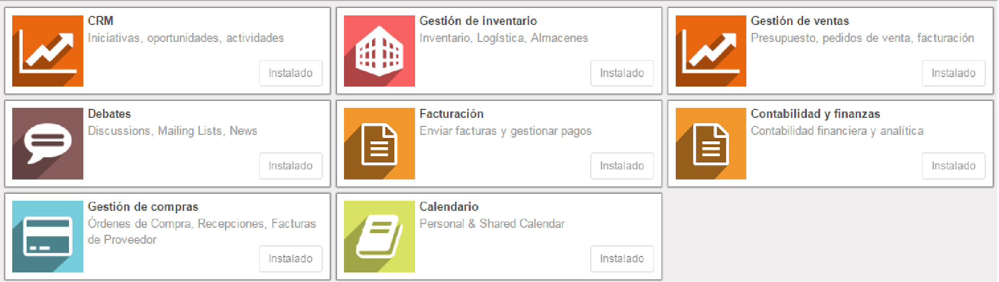 CRM
Iniciativas, oportunidades, actividades
Instalado
Gestión de inventario
Inventario, Logística, Almacenes
Instalado
Gestión de ventas
Presupuesto, pedidos de venta, facturación
Instalado
Debates
Discussions, Mailing Lists, News
Instalado
Facturación
Enviar facturas y gestionar pagos
Instalado
Contabilidad y finanzas
Contabilidad financiera y analítica
Instalado
Gestión de compras
Órdenes de Compra, Recepciones, Facturas
de Proveedor
Instalado
Calendario
Personal & Shared Calendar
Instalado